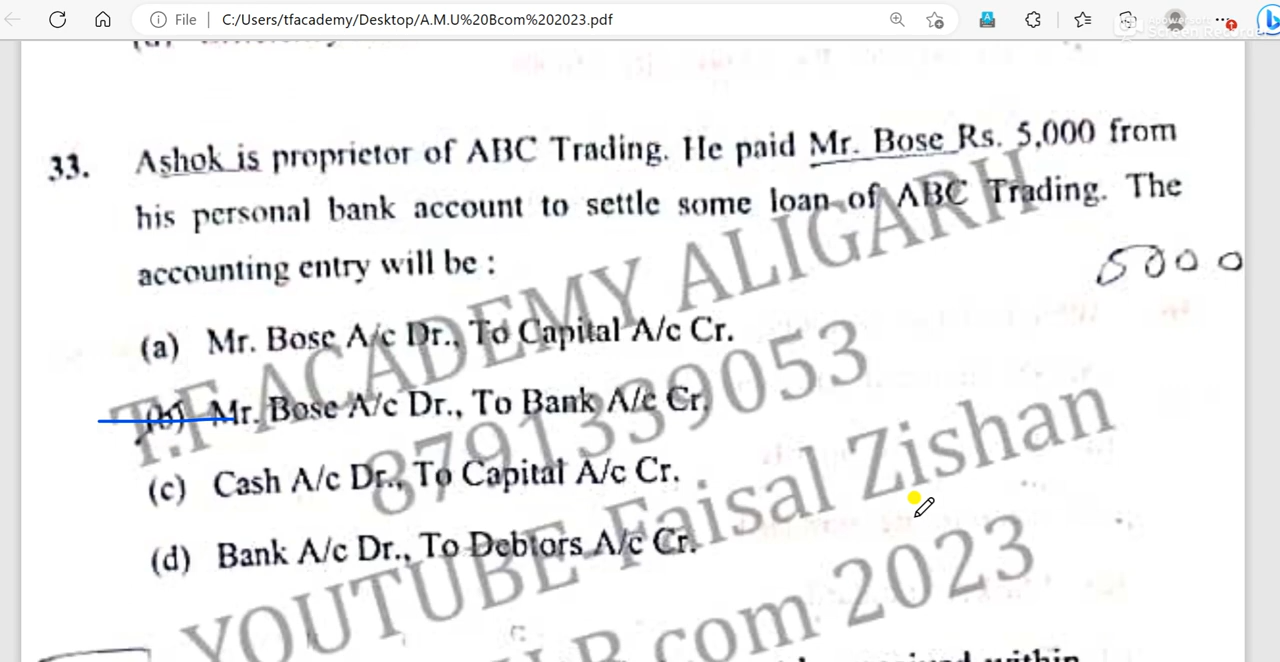 File C:/Users/tfacademy/Desktop/A.M.U%20Bcom%202023.pdf
33. Ashok is proprietor of ABC Trading. He paid Mr. Bose Rs. 5,000 from
his personal bank account to settle some loan of ABC Trading. The
accounting entry will be :
5000
(a) Mr. Bose A/c Dr., To Capital A/c Cr.
(b) Mr. Bose A/c Dr., To Bank A/c Cr.
(c) Cash A/c Dr., To Capital A/c Cr.
(d) Bank A/c Dr., To Debtors A/c Cr.
T.F ACADEMY ALIGARH
8791339053
YOUTUBE Faisal Zishan
com 2023
within